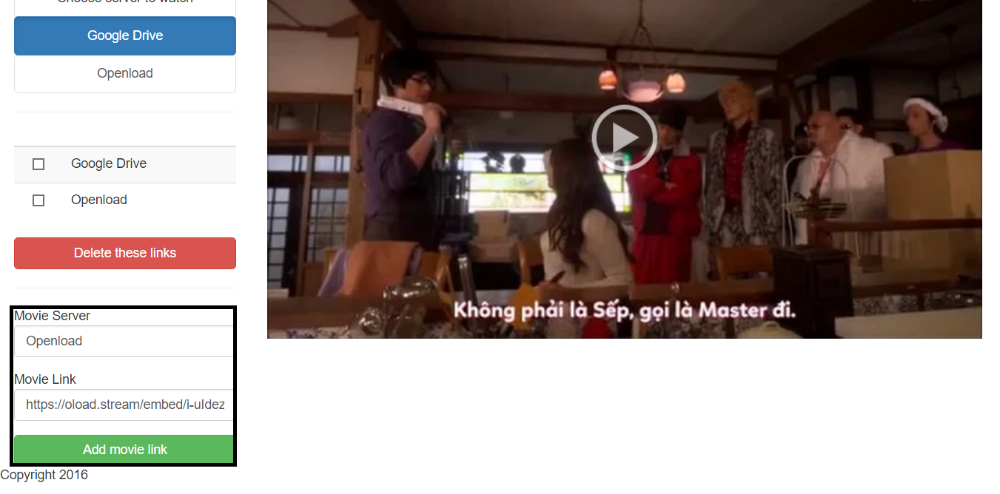 Choose server to watch
Google Drive
Openload
Google Drive
Openload
Delete these links
Movie Server
Openload
Movie Link
https://oload.stream/embed/i-uIdez
Add movie link
Copyright 2016
Không phải là Sếp, gọi là Master đi.